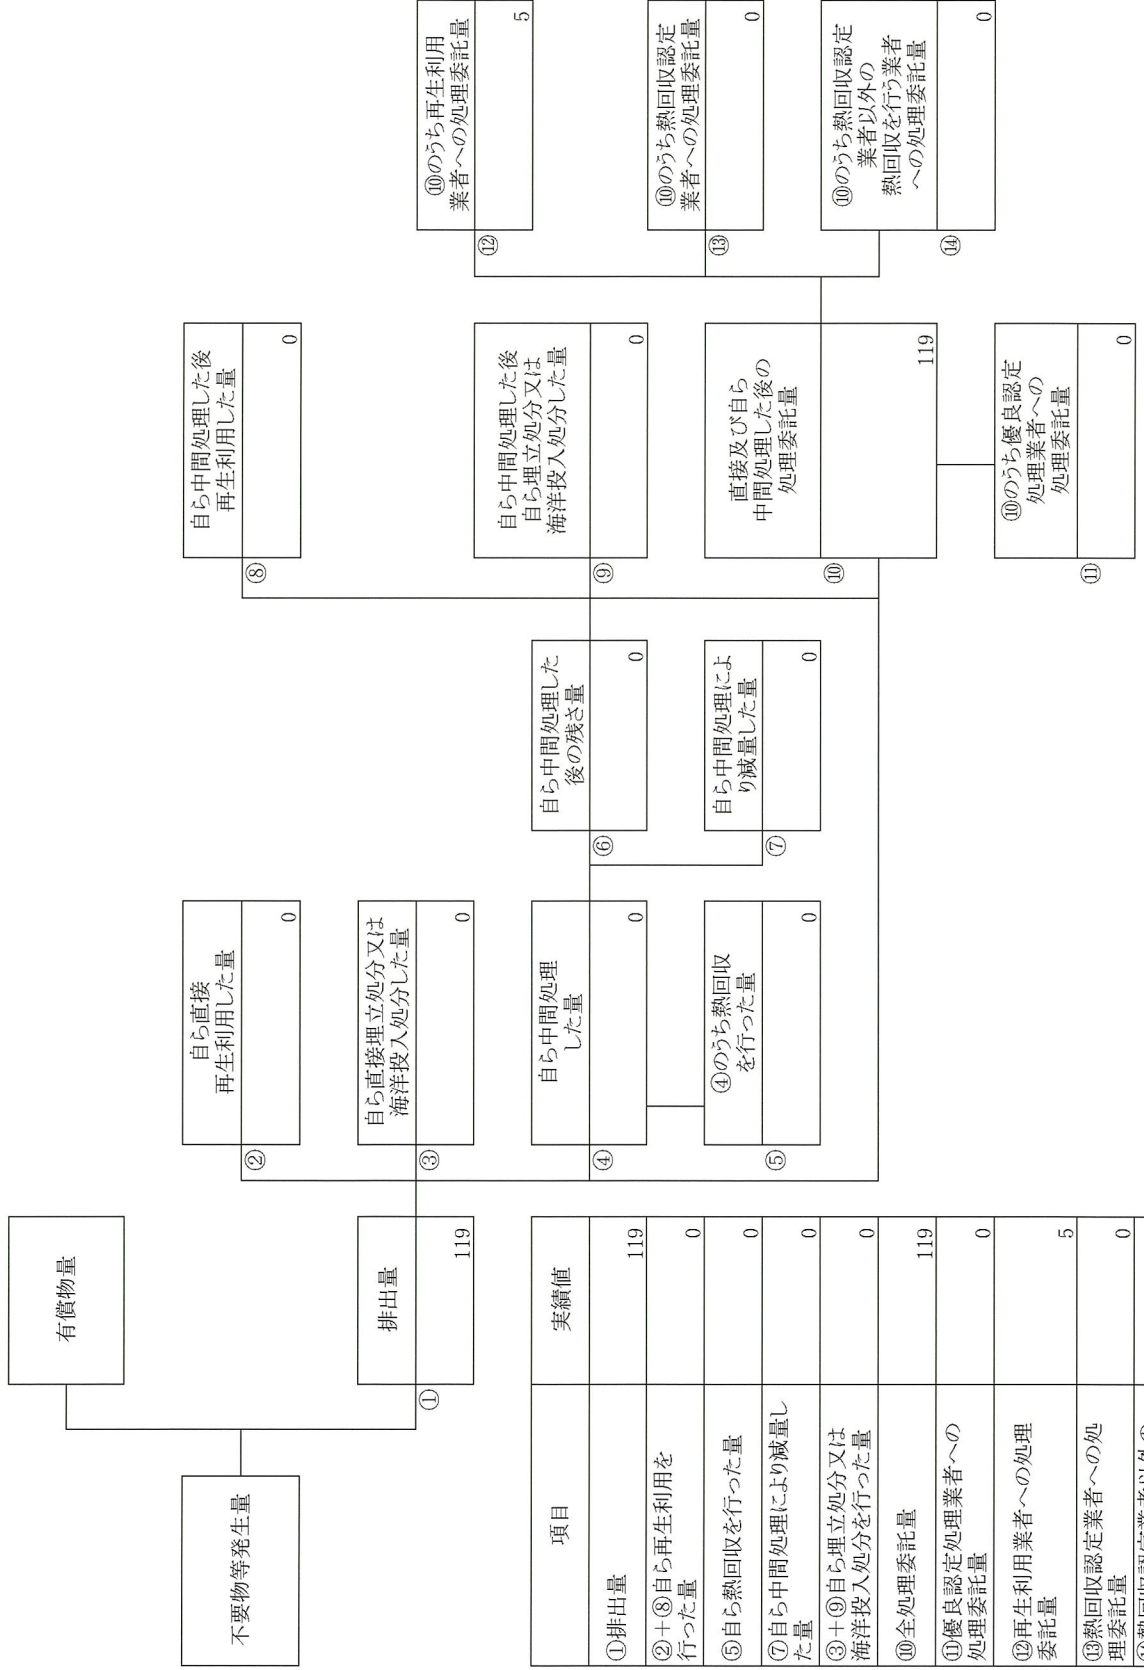 不要物等発生量
有償物量
①
排出量
119
②
自ら直接
再生利用した量
0
③
自ら直接埋立処分又は
海洋投入処分した量
0
④
自ら中間処理
した量
0
⑤
④のうち熱回収
を行った量
0
⑥
自ら中間処理した
後の残さ量
0
⑦
自ら中間処理によ
り減量した量
0
⑧
自ら中間処理した後
再生利用した量
0
⑨
自ら中間処理した後
自ら埋立処分又は
海洋投入処分した量
0
⑩
直接及び自ら
中間処理した後の
処理委託量
119
⑪
⑩のうち優良認定
処理業者への
処理委託量
0
⑫
⑩のうち再生利用
業者への処理委託量
5
⑬
⑩のうち熱回収認定
業者への処理委託量
0
⑭
⑩のうち熱回収認定
業者以外の
熱回収を行う業者
への処理委託量
0
項目 実績値
①排出量 119
②＋⑧自ら再生利用を
行った量 0
⑤自ら熱回収を行った量 0
⑦自ら中間処理により減量し
た量 0
③＋⑨自ら埋立処分又は
海洋投入処分を行った量 0
⑩全処理委託量 119
⑪優良認定処理業者への
処理委託量 0
⑫再生利用業者への処理
委託量 5
⑬熱回収認定業者への処
理委託量 0